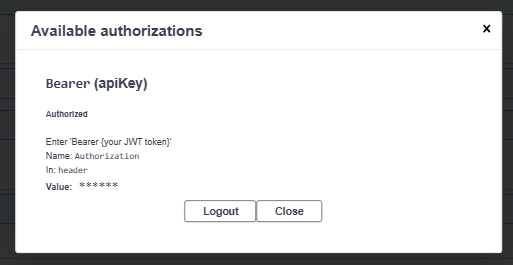 Available authorizations
×
Bearer (apiKey)
Authorized
Enter 'Bearer {your JWT token}'
Name: Authorization
In: header
Value: ******
Logout Close